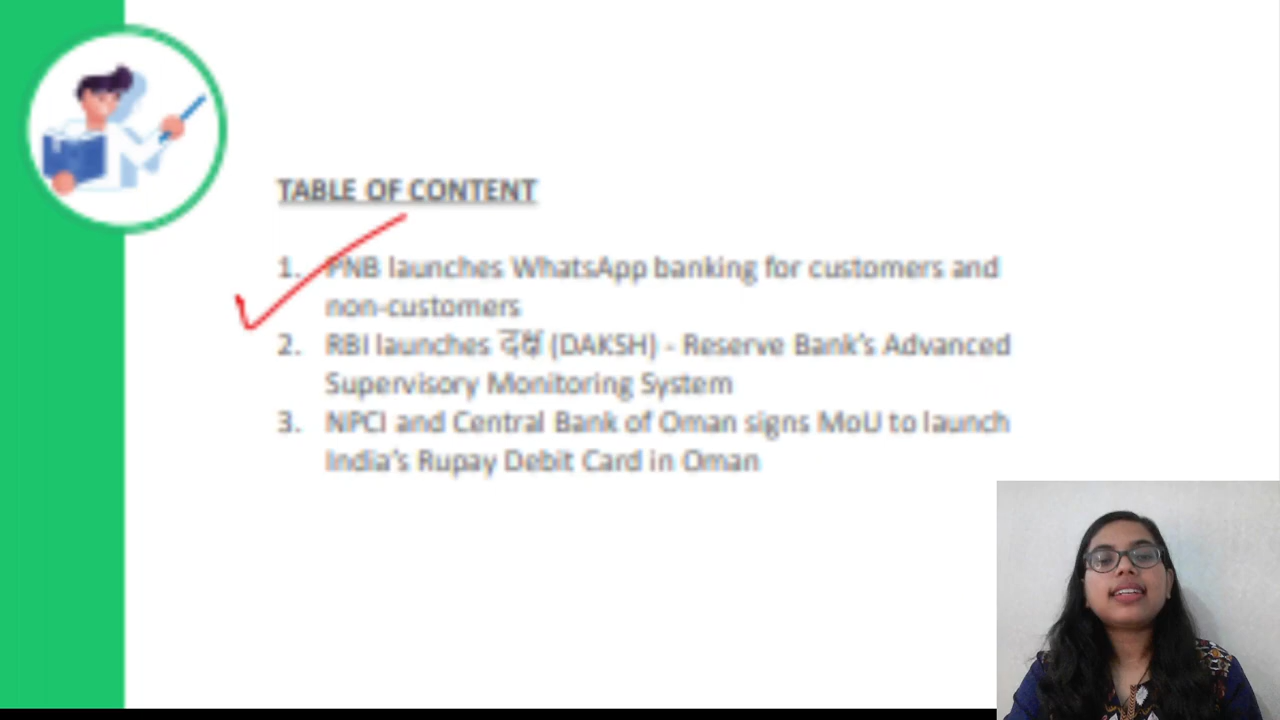 TABLE OF CONTENT
1. PNB launches WhatsApp banking for customers and
non-customers
2. RBI launches दक्ष (DAKSH) - Reserve Bank's Advanced
Supervisory Monitoring System
3. NPCI and Central Bank of Oman signs MoU to launch
India's Rupay Debit Card in Oman